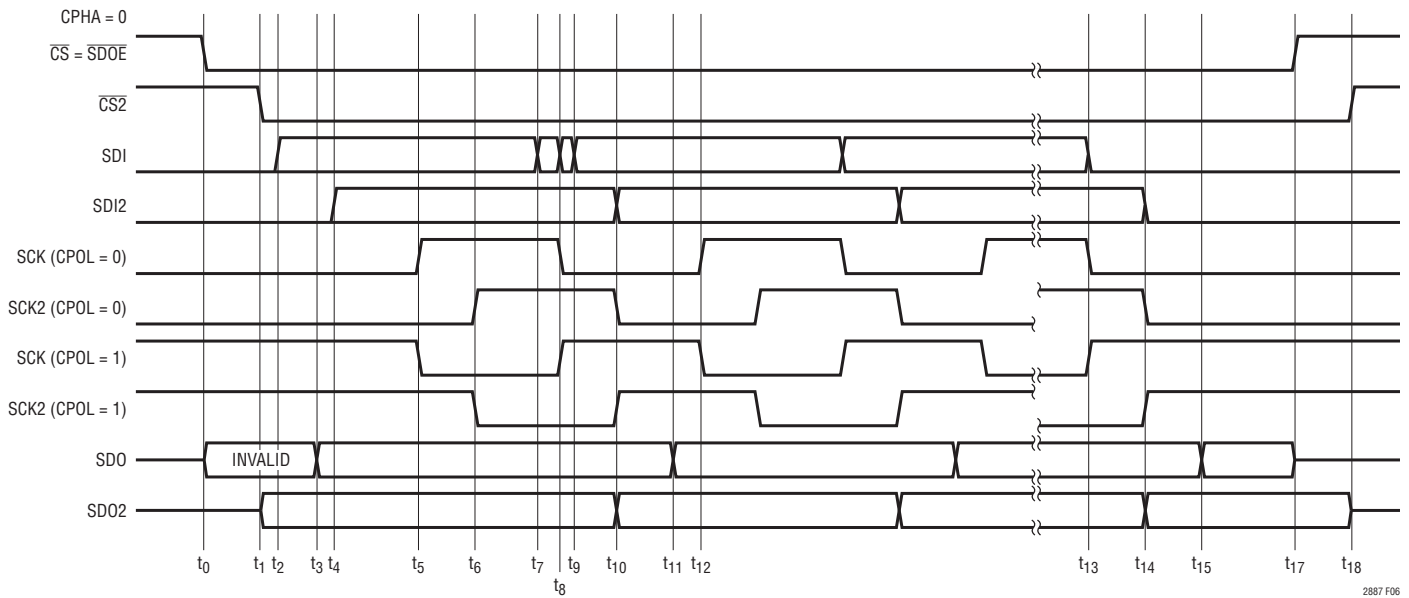 CPHA = 0
CS = SDOE
CS2
SDI
SDI2
SCK (CPOL = 0)
SCK2 (CPOL = 0)
SCK (CPOL = 1)
SCK2 (CPOL = 1)
SDO
INVALID
SDO2
t0 t1 t2 t3 t4 t5 t6 t7 t8 t9 t10 t11 t12 t13 t14 t15 t17 t18
2887 F06